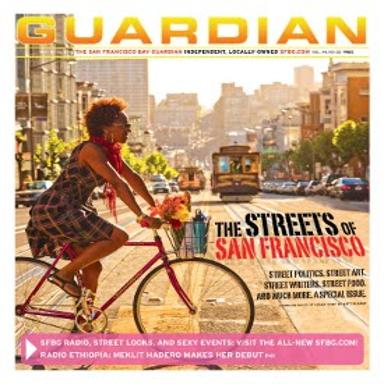 GUARDIAN
THE SAN FRANCISCO BAY GUARDIAN INDEPENDENT, LOCALLY OWNED SFBG.COM FREE
THE STREETS OF
SAN FRANCISCO
STREET POLITICS. STREET ART.
STREET WRITERS. STREET FOOD.
AND MUCH MORE. A SPECIAL ISSUE.
SFBG RADIO, STREET LOOKS, AND SEXY EVENTS: VISIT THE ALL-NEW SFBG.COM!
RADIO ETHIOPIA: MEKLIT HADERO MAKES HER DEBUT